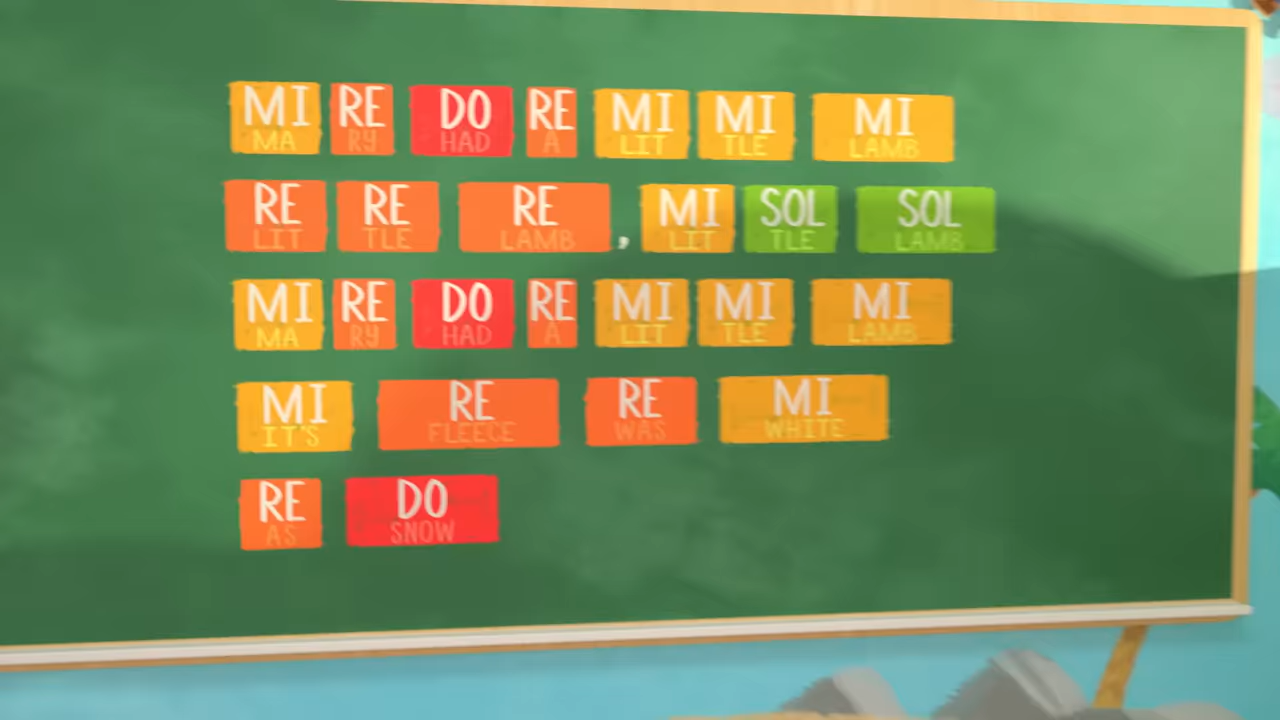 MI RE DO RE MI MI MI
MA RY HAD A LIT TLE LAMB
RE RE RE , MI SOL SOL
LIT TLE LAMB LIT TLE LAMB
MI RE DO RE MI MI MI
MA RY HAD A LIT TLE LAMB
MI RE RE MI
IT'S FLEECE WAS WHITE
RE DO
AS SNOW